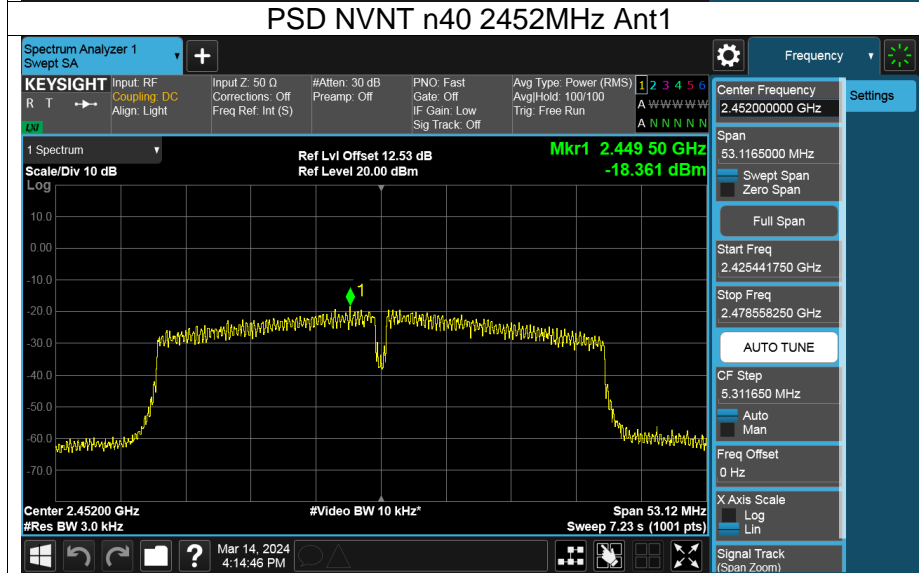 PSD NVNT n40 2452MHz Ant1
Spectrum Analyzer 1
Swept SA
+
Frequency
KEYSIGHT
R T
LXI
Input: RF
Coupling: DC
Align: Light
Input Z: 50 Ω
Corrections: Off
Freq Ref: Int (S)
#Atten: 30 dB
Preamp: Off
PNO: Fast
Gate: Off
IF Gain: Low
Sig Track: Off
Avg Type: Power (RMS)
Avg|Hold: 100/100
Trig: Free Run
1 2 3 4 5 6
A W W W W W
A N N N N N
1 Spectrum
Scale/Div 10 dB
Log
Ref Lvl Offset 12.53 dB
Ref Level 20.00 dBm
Mkr1 2.449 50 GHz
-18.361 dBm
10.0
0.00
-10.0
-20.0
-30.0
-40.0
-50.0
-60.0
-70.0
1
Center 2.45200 GHz
#Res BW 3.0 kHz
#Video BW 10 kHz*
Span 53.12 MHz
Sweep 7.23 s (1001 pts)
?
Mar 14, 2024
4:14:46 PM
Center Frequency
2.452000000 GHz
Span
53.1165000 MHz
Swept Span
Zero Span
Full Span
Start Freq
2.425441750 GHz
Stop Freq
2.478558250 GHz
AUTO TUNE
CF Step
5.311650 MHz
Auto
Man
Freq Offset
0 Hz
X Axis Scale
Log
Lin
Signal Track
(Span Zoom)
Settings